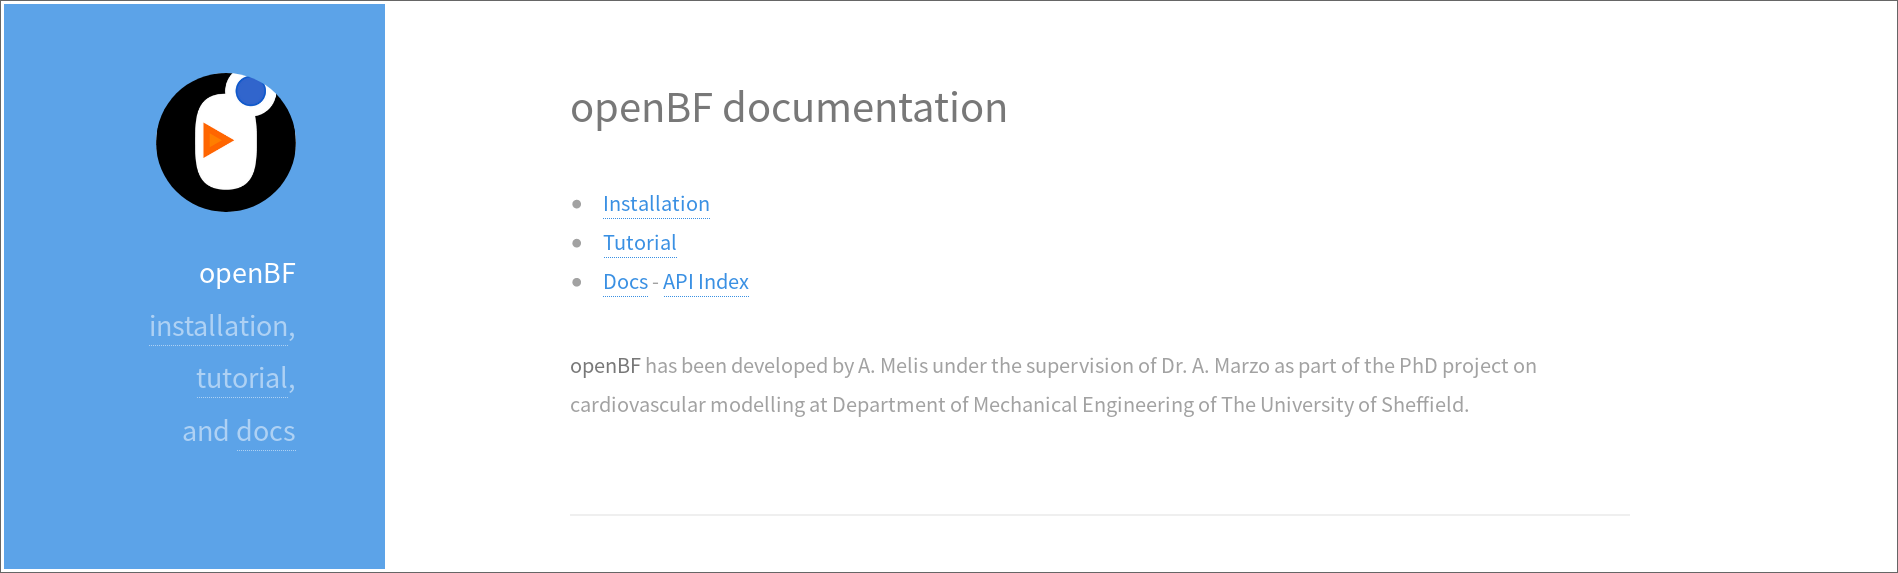 openBF
installation,
tutorial,
and docs
openBF documentation
Installation
Tutorial
Docs - API Index
openBF has been developed by A. Melis under the supervision of Dr. A. Marzo as part of the PhD project on
cardiovascular modelling at Department of Mechanical Engineering of The University of Sheffield.